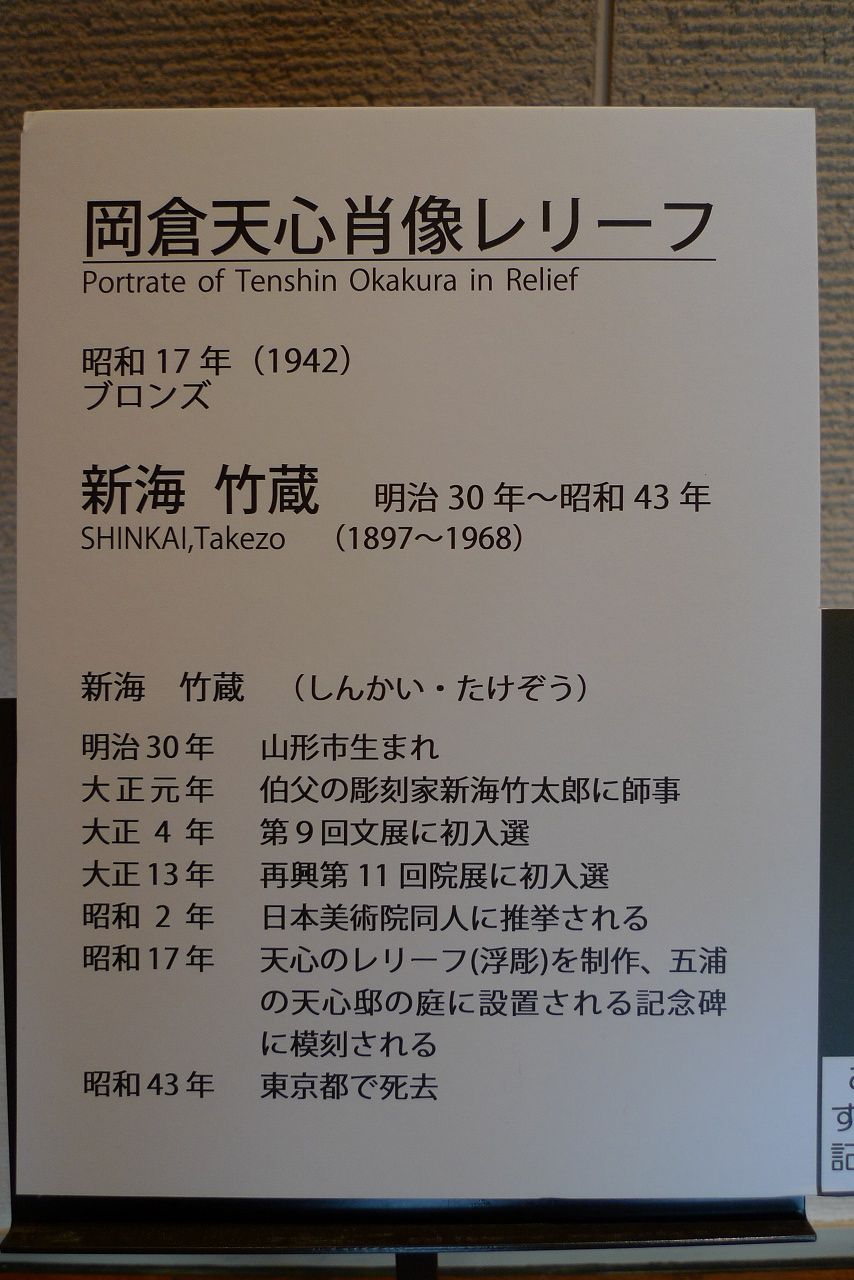 岡倉天心肖像レリーフ
Portrate of Tenshin Okakura in Relief
昭和 17 年（1942）
ブロンズ
新海 竹蔵 明治 30 年～昭和 43 年
SHINKAI,Takezo （1897～1968）
新海 竹蔵 （しんかい・たけぞう）
明治 30 年 山形市生まれ
大正元年 伯父の彫刻家新海竹太郎に師事
大正 4 年 第 9 回文展に初入選
大正 13 年 再興第 11 回院展に初入選
昭和 2 年 日本美術院同人に推挙される
昭和 17 年 天心のレリーフ(浮彫)を制作、五浦
の天心邸の庭に設置される記念碑
に模刻される
昭和 43 年 東京都で死去
す
記